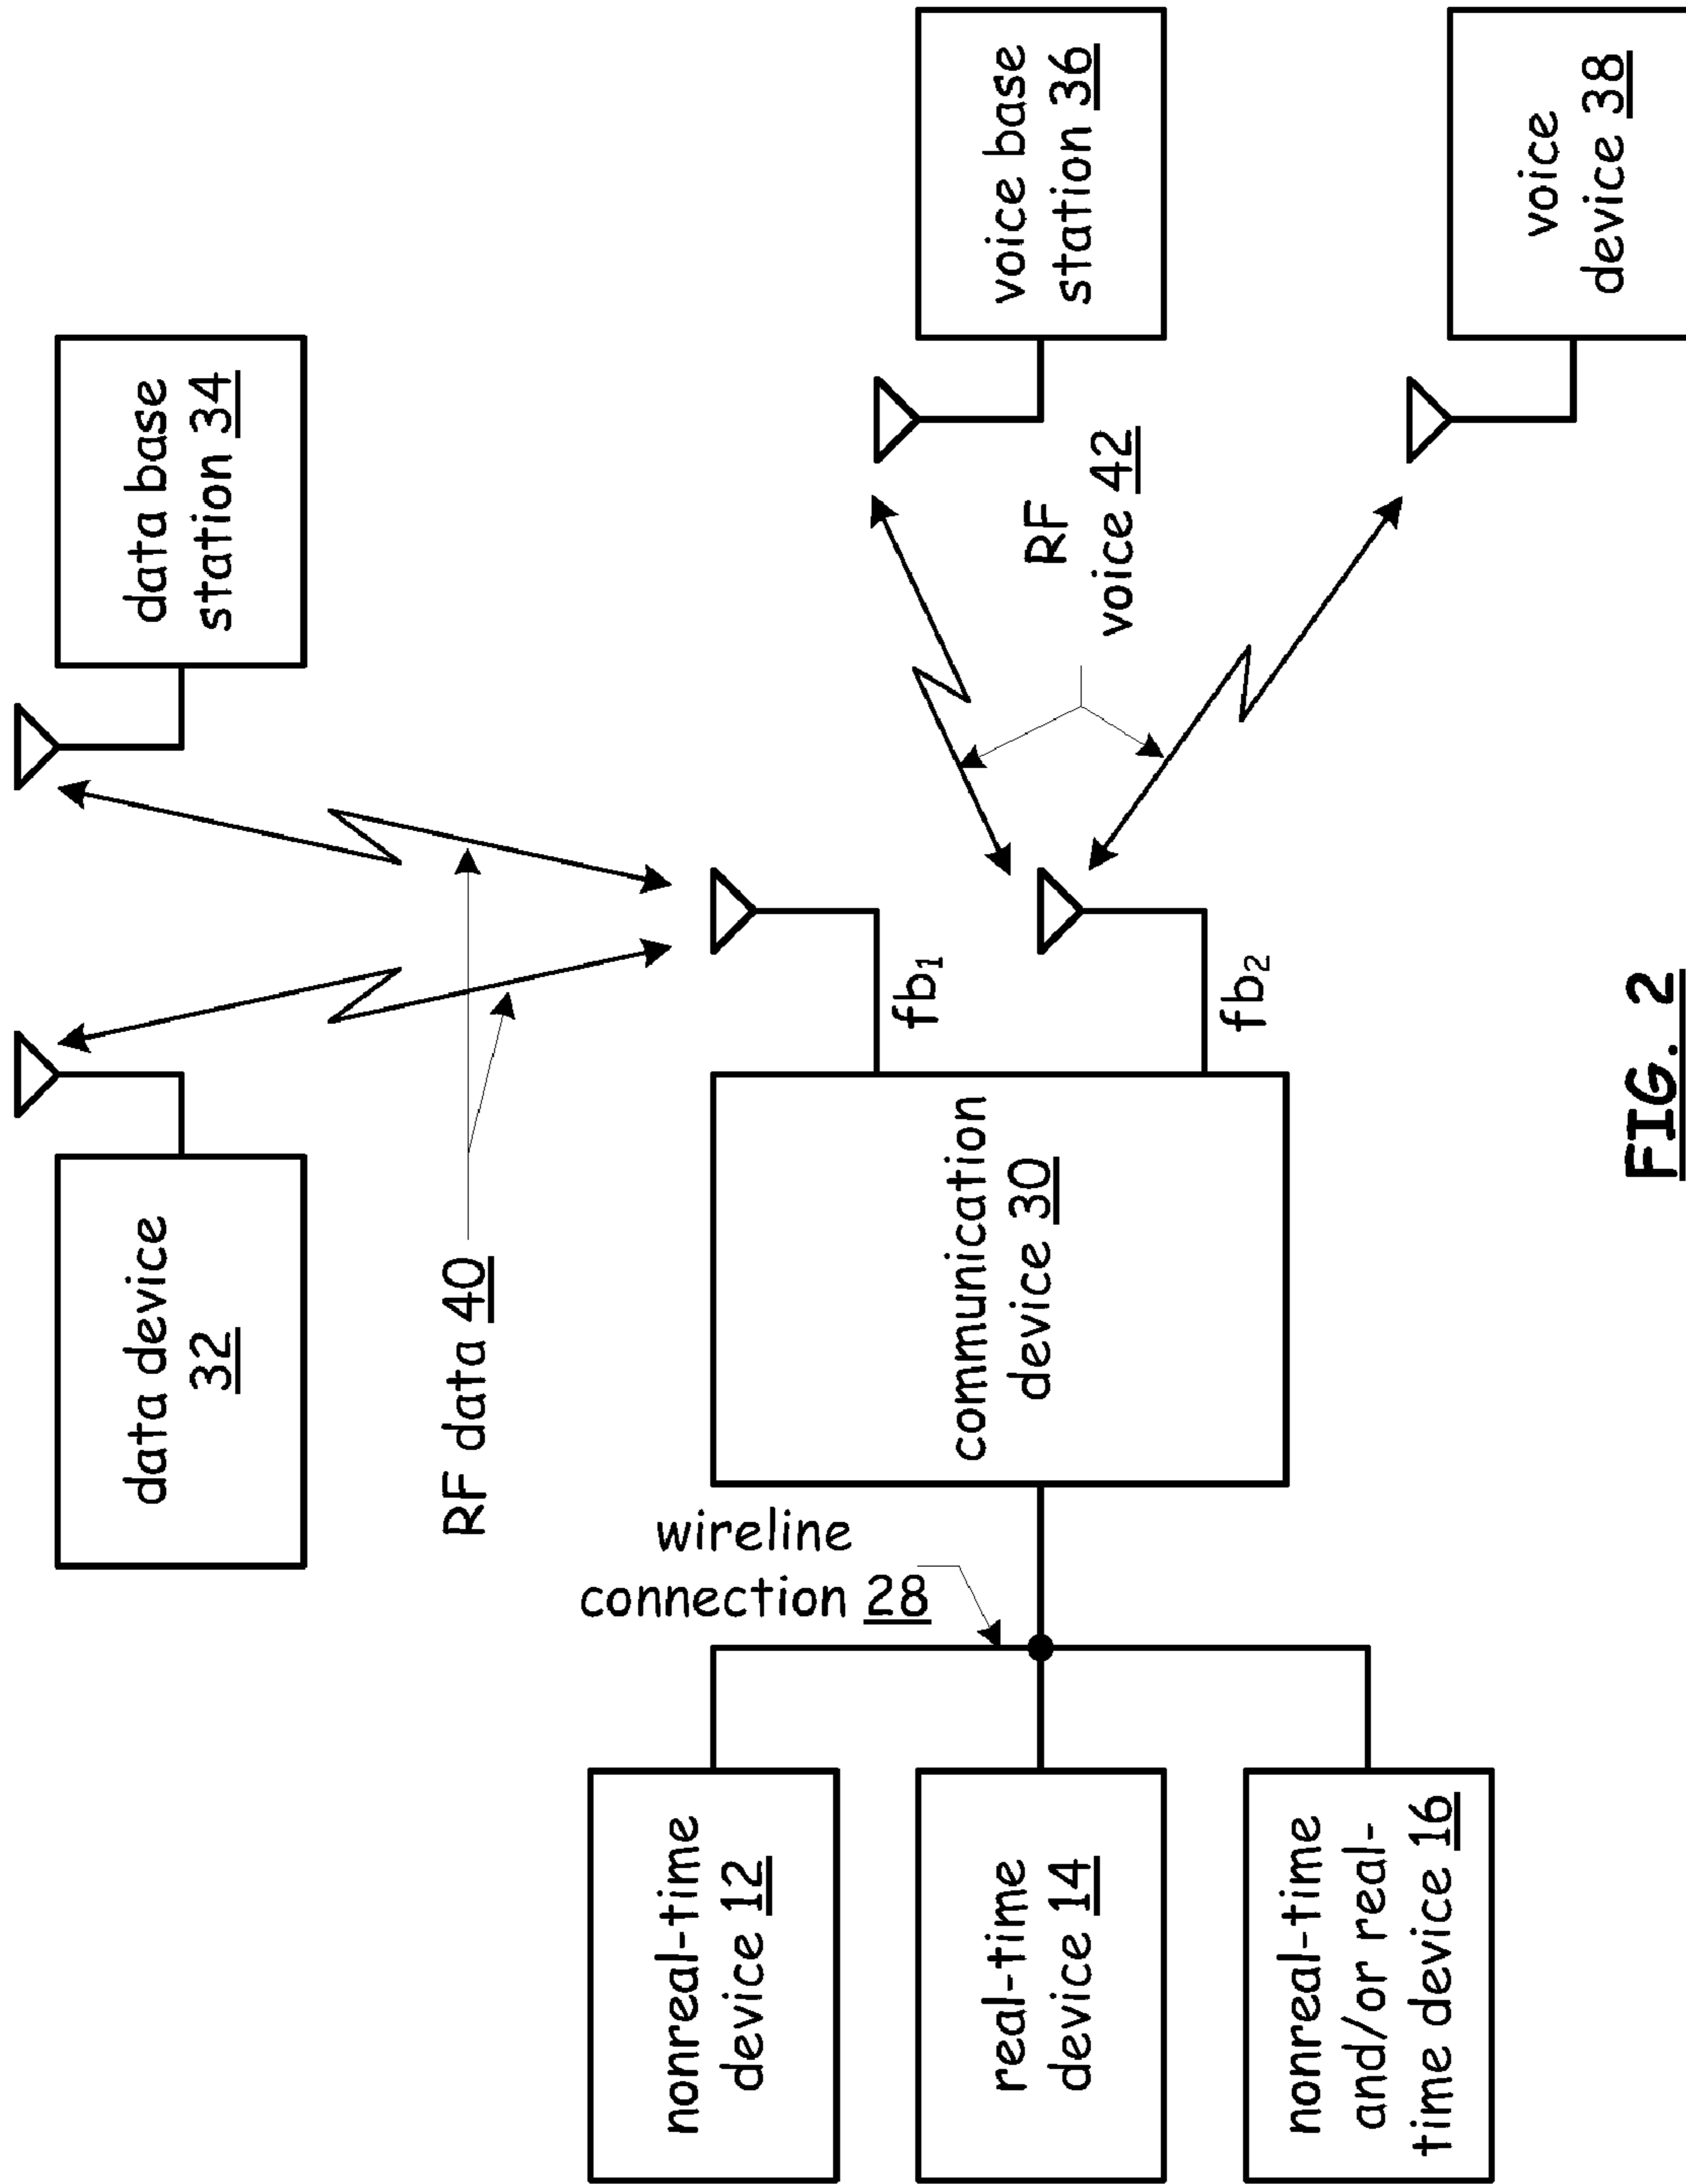 data device
32
data base
station 34
RF data 40
wireline
connection 28
nonreal-time
device 12
real-time
device 14
nonreal-time
and/or real-
time device 16
communication
device 30
fb1
fb2
RF
voice 42
voice base
station 36
voice
device 38
FIG. 2